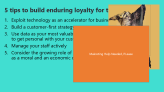 5 tips to build enduring loyalty for t
1. Exploit technology as an accelerator for busin
2. Build a customer-first strateg
3. Use data as your most valuab
to get personal with your cus
4. Manage your staff actively
5. Consider the growing role of
as a moral and an economic